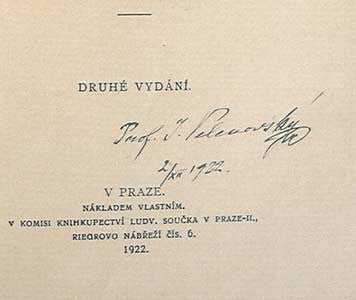 DRUHÉ VYDÁNÍ.
Prof. J. Velenovský
2/XII 1922.
V PRAZE.
NÁKLADEM VLASTNÍM.
V KOMISI KNIHKUPECTVÍ LUDV. SOUČKA V PRAZE-II.,
RIEGROVO NÁBŘEŽÍ ČÍS. 6.
1922.